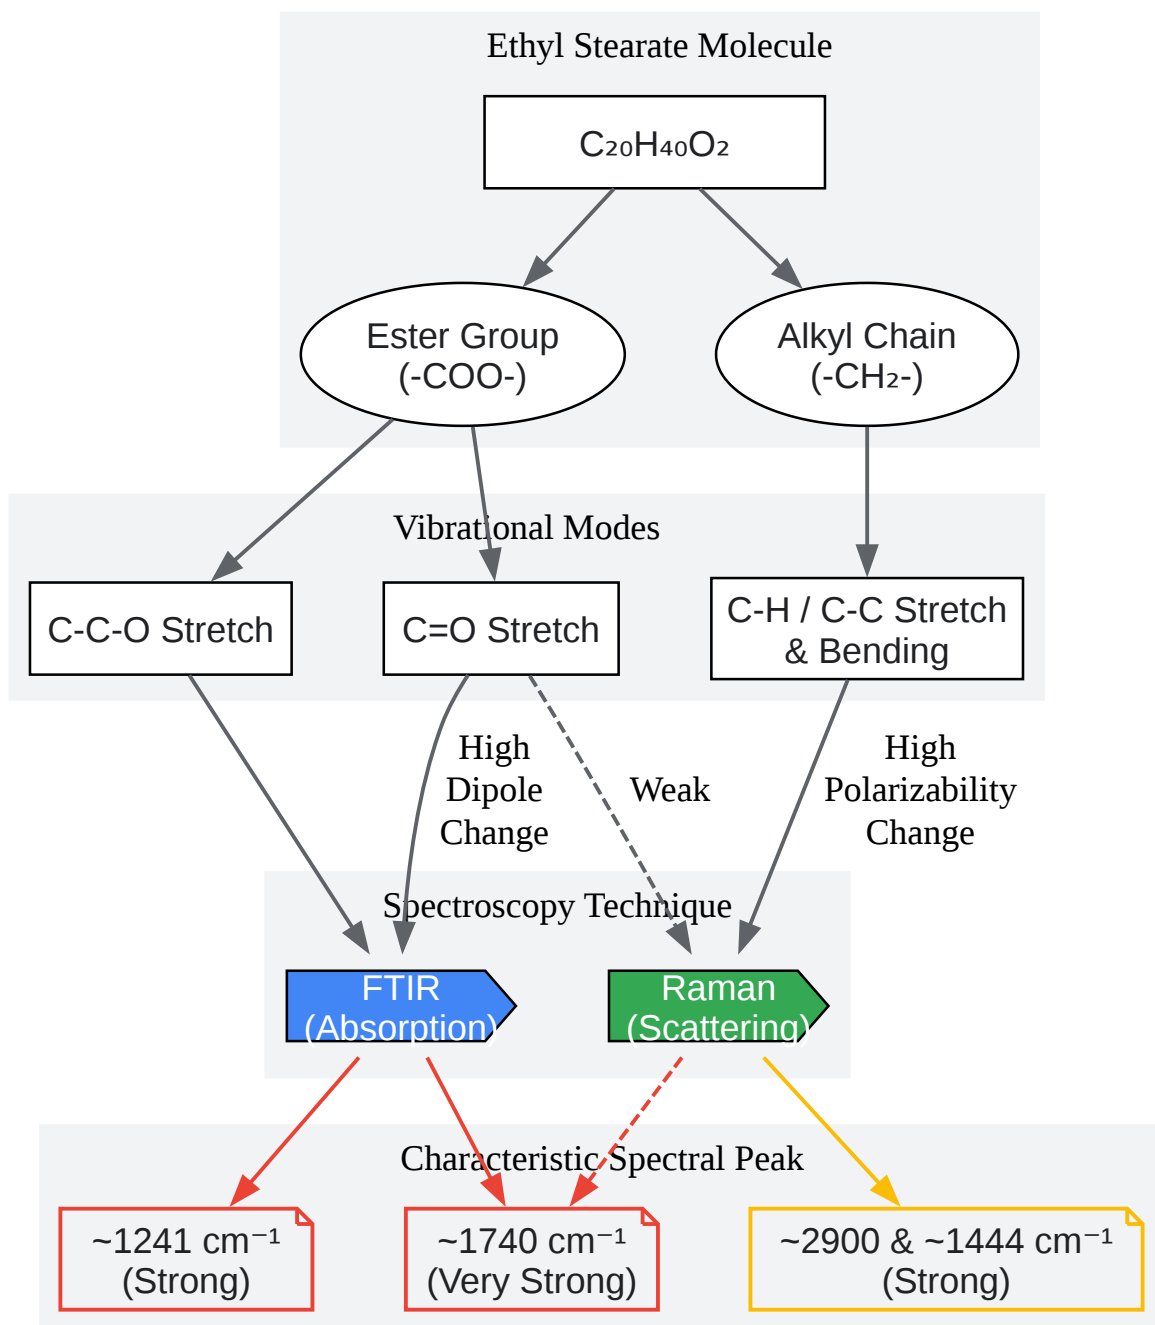 Ethyl Stearate Molecule
C₂₀H₄₀O₂
Ester Group
(-COO-)
Alkyl Chain
(-CH₂-)
Vibrational Modes
C-C-O Stretch
C=O Stretch
C-H / C-C Stretch
& Bending
High
Dipole
Change
Weak
High
Polarizability
Change
Spectroscopy Technique
FTIR
(Absorption)
Raman
(Scattering)
Characteristic Spectral Peak
~1241 cm⁻¹
(Strong)
~1740 cm⁻¹
(Very Strong)
~2900 & ~1444 cm⁻¹
(Strong)